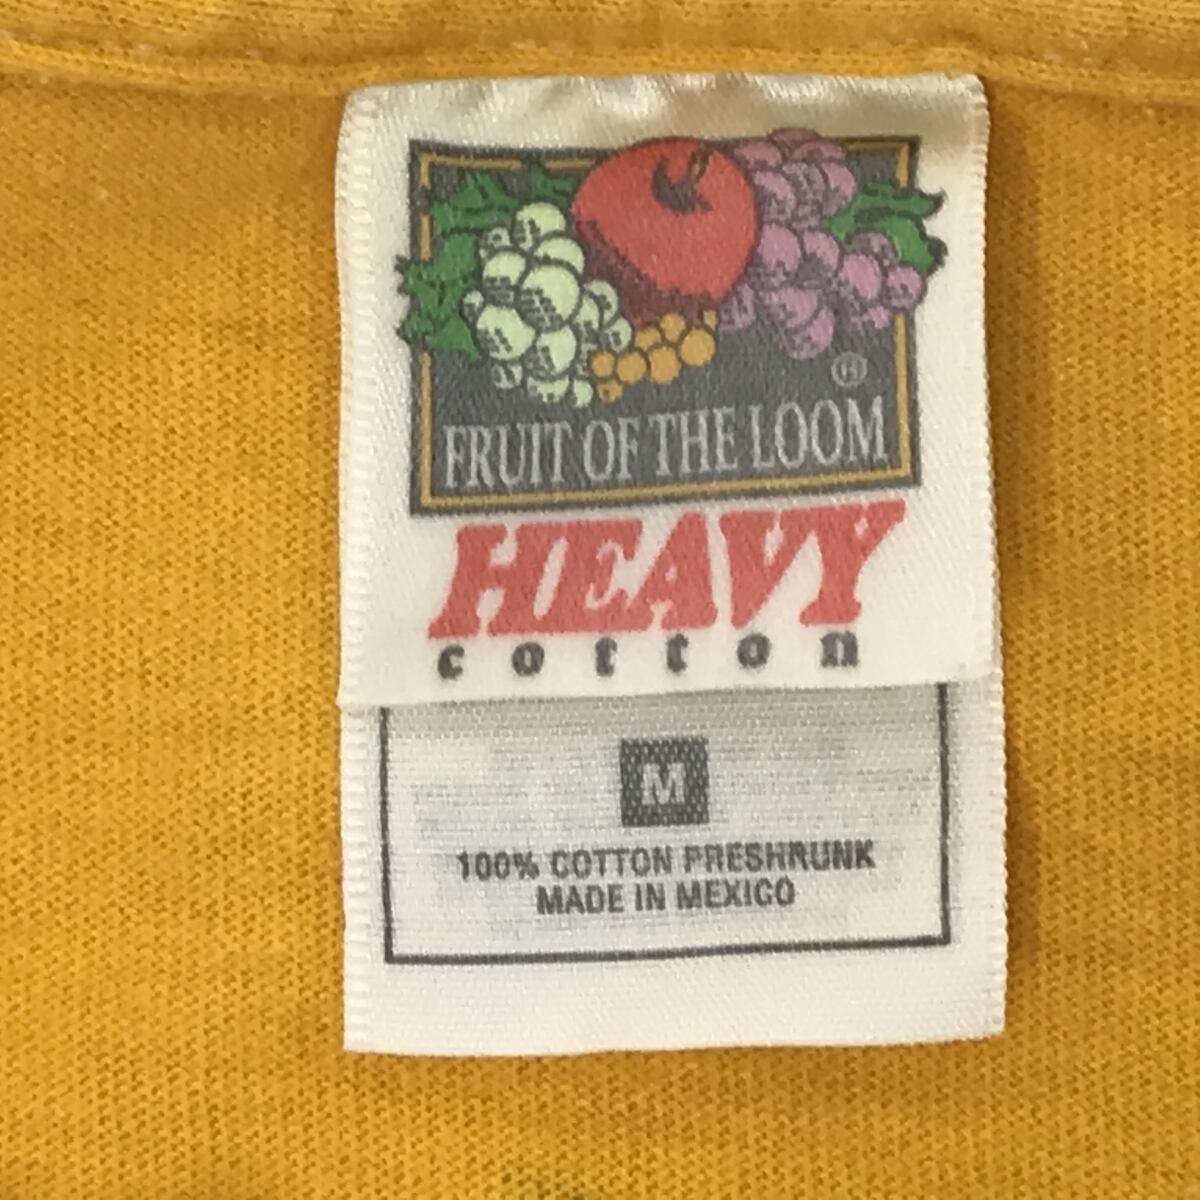 ®
FRUIT OF THE LOOM
HEAVY
cotton
M
100% COTTON PRESHRUNK
MADE IN MEXICO